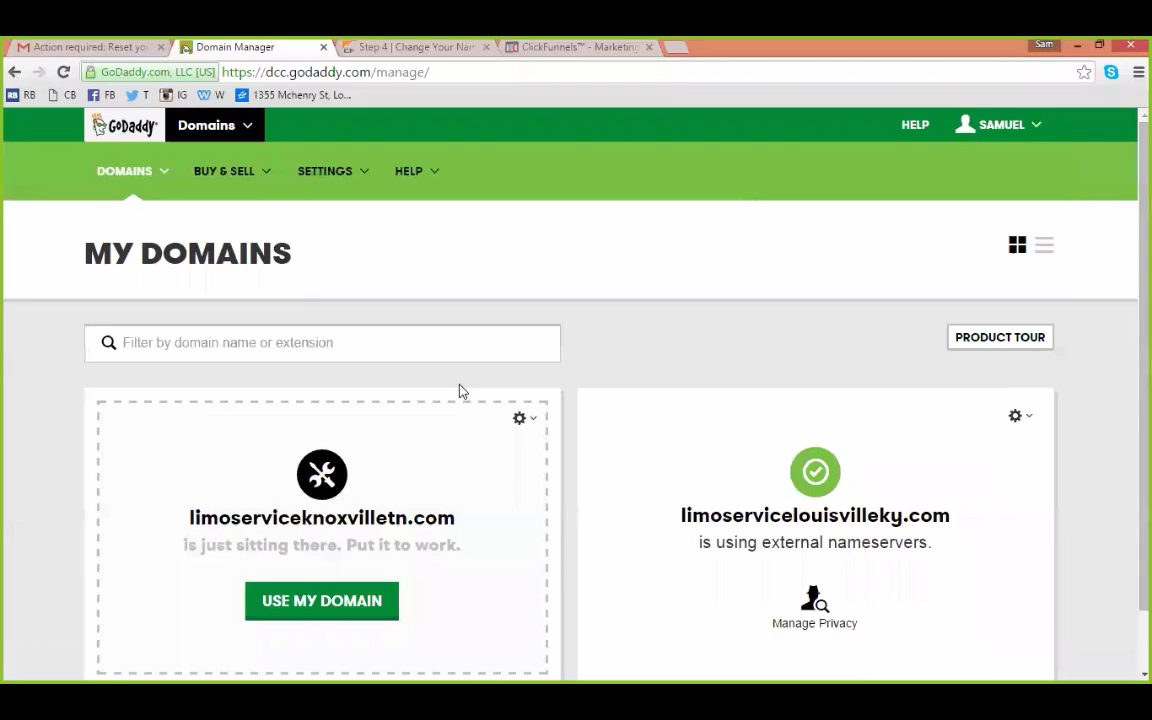 Action required: Reset yo
Domain Manager
Step 4 | Change Your Nam
ClickFunnels™ - Marketing
Sam
GoDaddy.com, LLC [US] https://dcc.godaddy.com/manage/
RB CB FB T IG W 1355 Mchenry St, Lo...
GoDaddy Domains HELP SAMUEL
DOMAINS BUY & SELL SETTINGS HELP
MY DOMAINS
Filter by domain name or extension
PRODUCT TOUR
limoserviceknoxvilletn.com
is just sitting there. Put it to work.
USE MY DOMAIN
limoservicelouisvilleky.com
is using external nameservers.
Manage Privacy